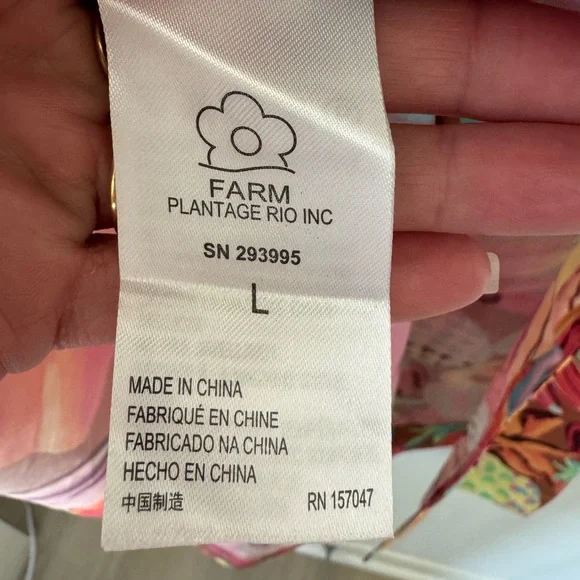 FARM
PLANTAGE RIO INC
SN 293995
L
MADE IN CHINA
FABRIQUÉ EN CHINE
FABRICADO NA CHINA
HECHO EN CHINA
中国制造 RN 157047